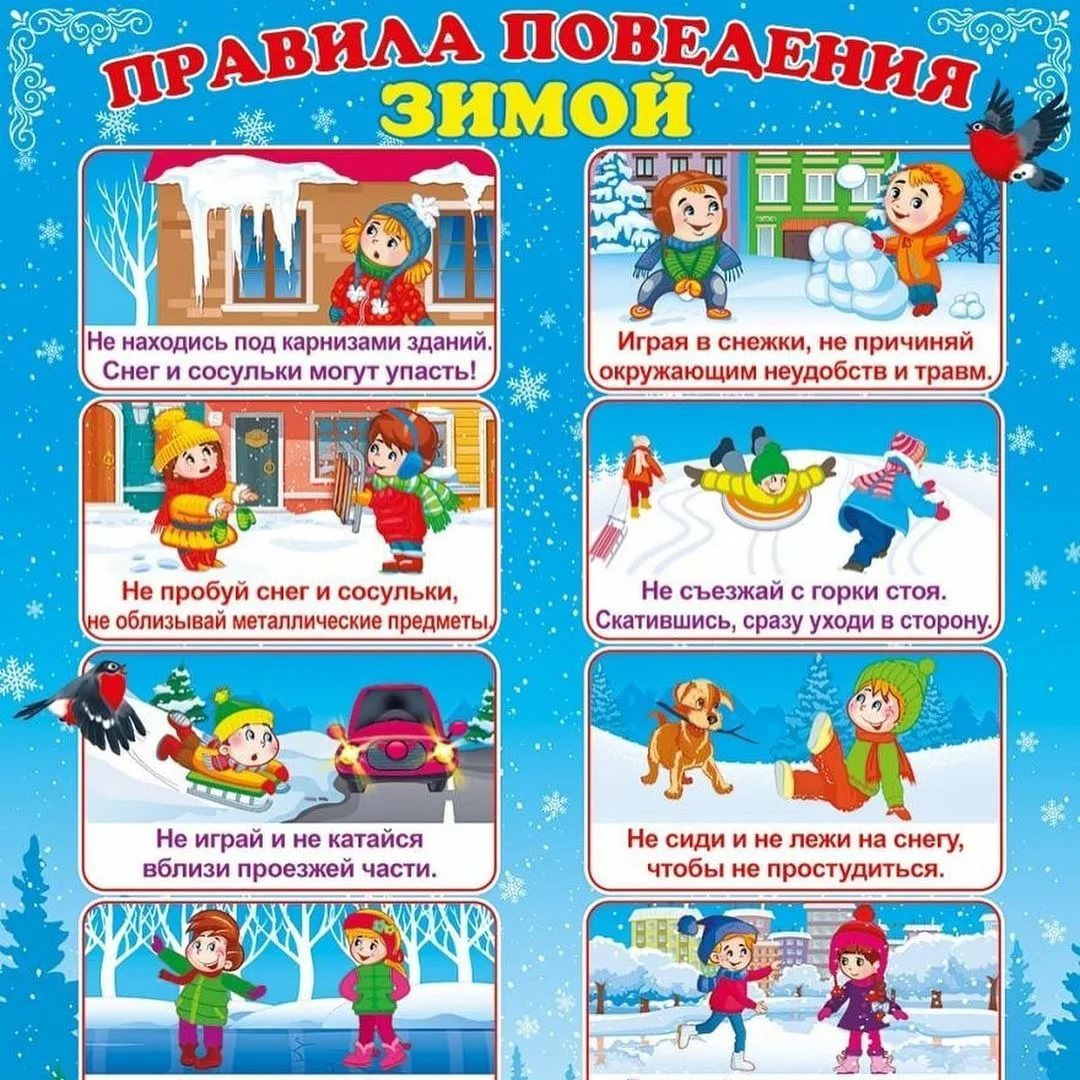 ПРАВИЛА ПОВЕДЕНИЯ
ЗИМОЙ
Не находись под карнизами зданий.
Снег и сосульки могут упасть!
Играя в снежки, не причиняй
окружающим неудобств и травм.
Не пробуй снег и сосульки,
не облизывай металлические предметы.
Не съезжай с горки стоя.
Скатившись, сразу уходи в сторону.
Не играй и не катайся
вблизи проезжей части.
Не сиди и не лежи на снегу,
чтобы не простудиться.